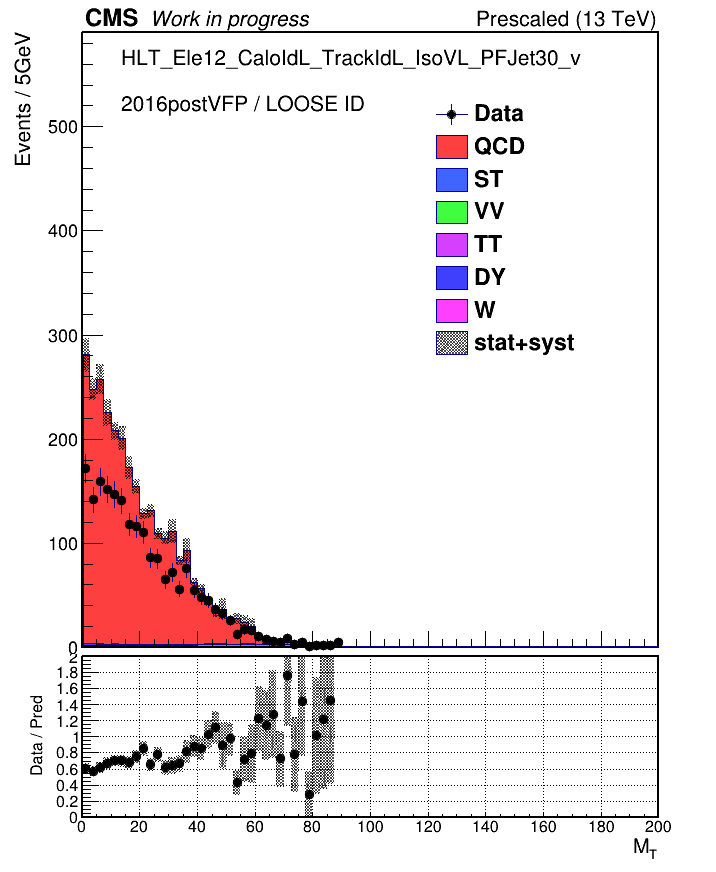 CMS Work in progress Prescaled (13 TeV)
HLT_Ele12_CaloIdL_TrackIdL_IsoVL_PFJet30_v
2016postVFP / LOOSE ID
Events / 5GeV
Data
QCD
ST
VV
TT
DY
W
stat+syst
500
400
300
200
100
0
2
1.8
1.6
1.4
1.2
1
0.8
0.6
0.4
0.2
0
Data / Pred
0 20 40 60 80 100 120 140 160 180 200
M_T